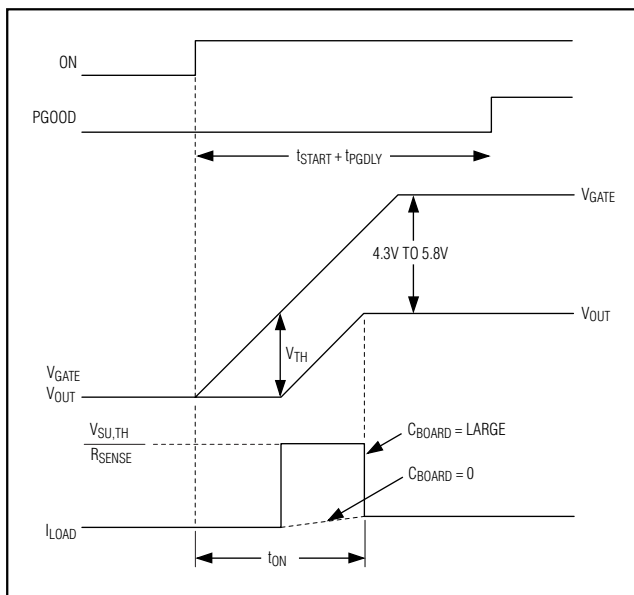 ON
PGOOD
tSTART + tPGDLY
VGATE
4.3V TO 5.8V
VOUT
VTH
VGATE
VOUT
VSU,TH
RSENSE
CBOARD = LARGE
CBOARD = 0
ILOAD
tON